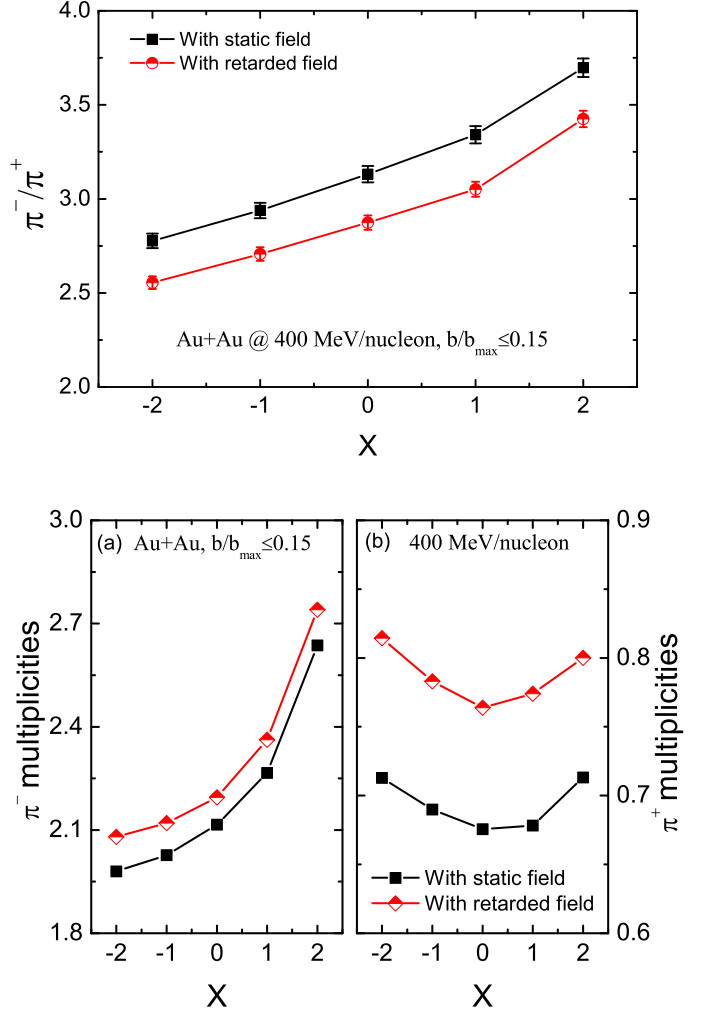 4.0
3.5
3.0
2.5
2.0
π⁻/π⁺
With static field
With retarded field
Au+Au @ 400 MeV/nucleon, b/b_max≤0.15
-2 -1 0 1 2
X
3.0
2.7
2.4
2.1
1.8
π⁻ multiplicities
(a) Au+Au, b/b_max≤0.15
-2 -1 0 1 2
X
(b) 400 MeV/nucleon
With static field
With retarded field
-2 -1 0 1 2
X
0.9
0.8
0.7
0.6
π⁺ multiplicities